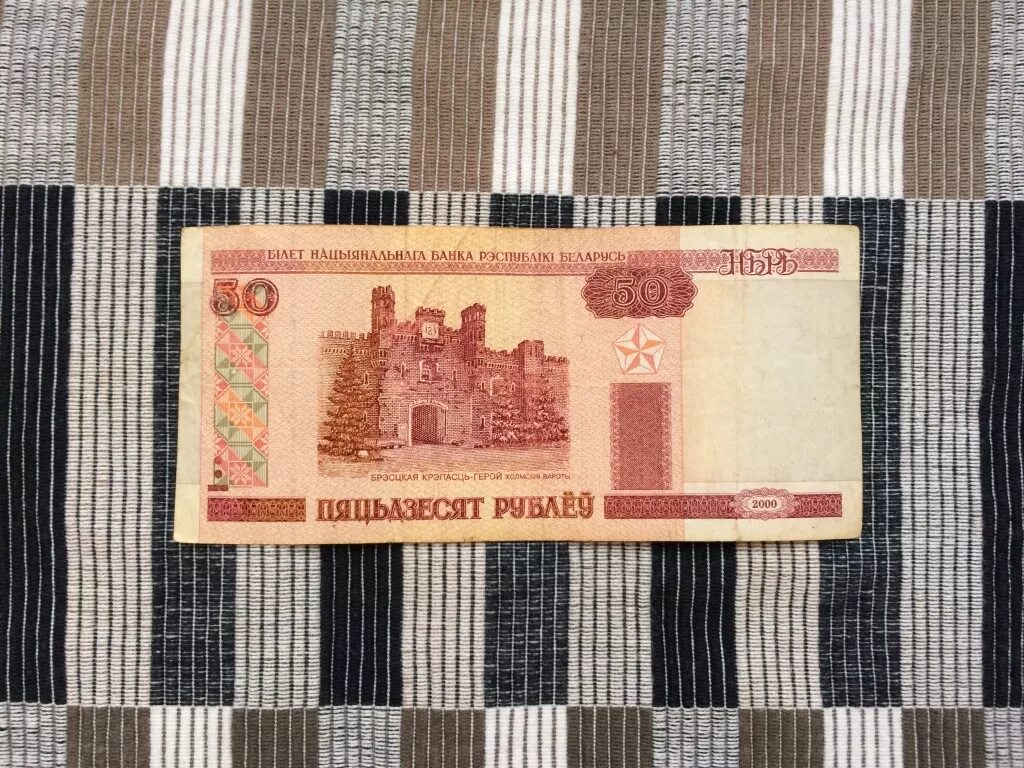 БІЛЕТ НАЦЫЯНАЛЬНАГА БАНКА РЭСПУБЛІКІ БЕЛАРУСЬ
НБРБ
50
50
БРЭСЦКАЯ КРЭПАСЦЬ-ГЕРОЙ ХОЛМСКІЯ ВАРОТЫ
ПЯЦЬДЗЕСЯТ РУБЛЁЎ
2000